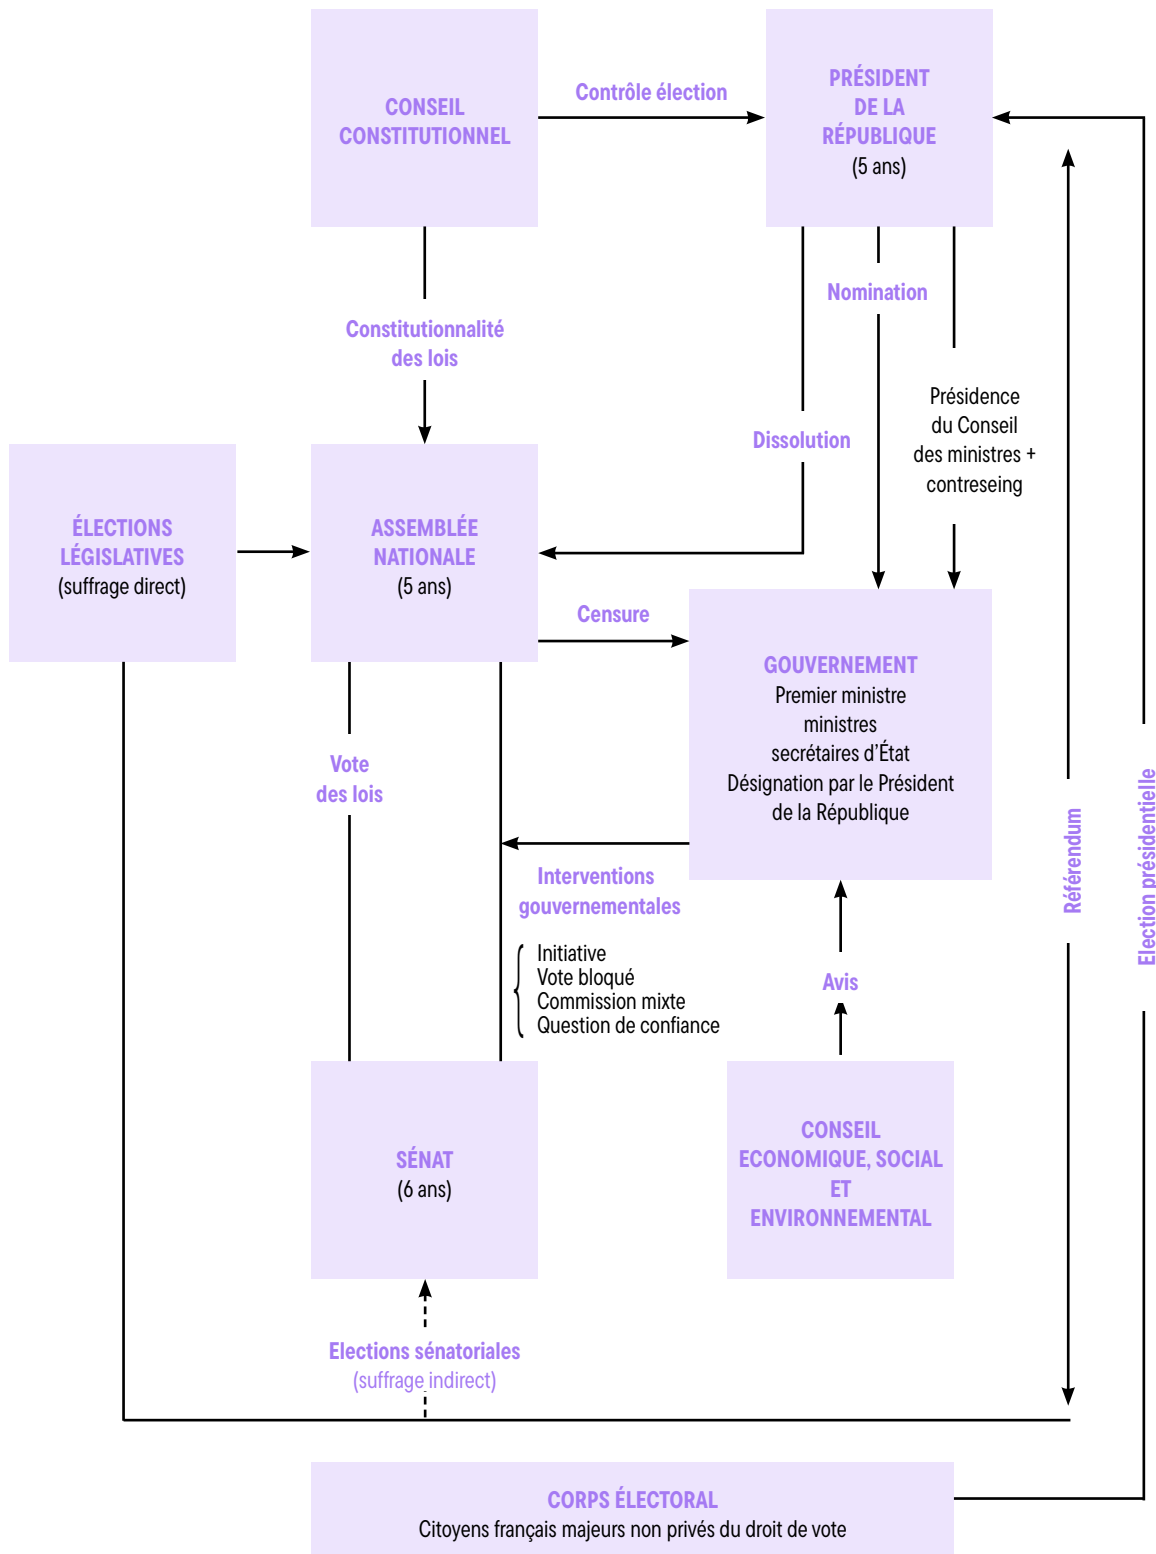 CONSEIL
CONSTITUTIONNEL
Contrôle élection
PRÉSIDENT
DE LA
RÉPUBLIQUE
(5 ans)
Constitutionnalité
des lois
Nomination
Dissolution
Présidence
du Conseil
des ministres +
contreseing
ÉLECTIONS
LÉGISLATIVES
(suffrage direct)
ASSEMBLÉE
NATIONALE
(5 ans)
Censure
GOUVERNEMENT
Premier ministre
ministres
secrétaires d’État
Désignation par le Président
de la République
Vote
des lois
Interventions
gouvernementales
Initiative
Vote bloqué
Commission mixte
Question de confiance
Avis
Référendum
Election présidentielle
SÉNAT
(6 ans)
CONSEIL
ECONOMIQUE, SOCIAL
ET
ENVIRONNEMENTAL
Elections sénatoriales
(suffrage indirect)
CORPS ÉLECTORAL
Citoyens français majeurs non privés du droit de vote